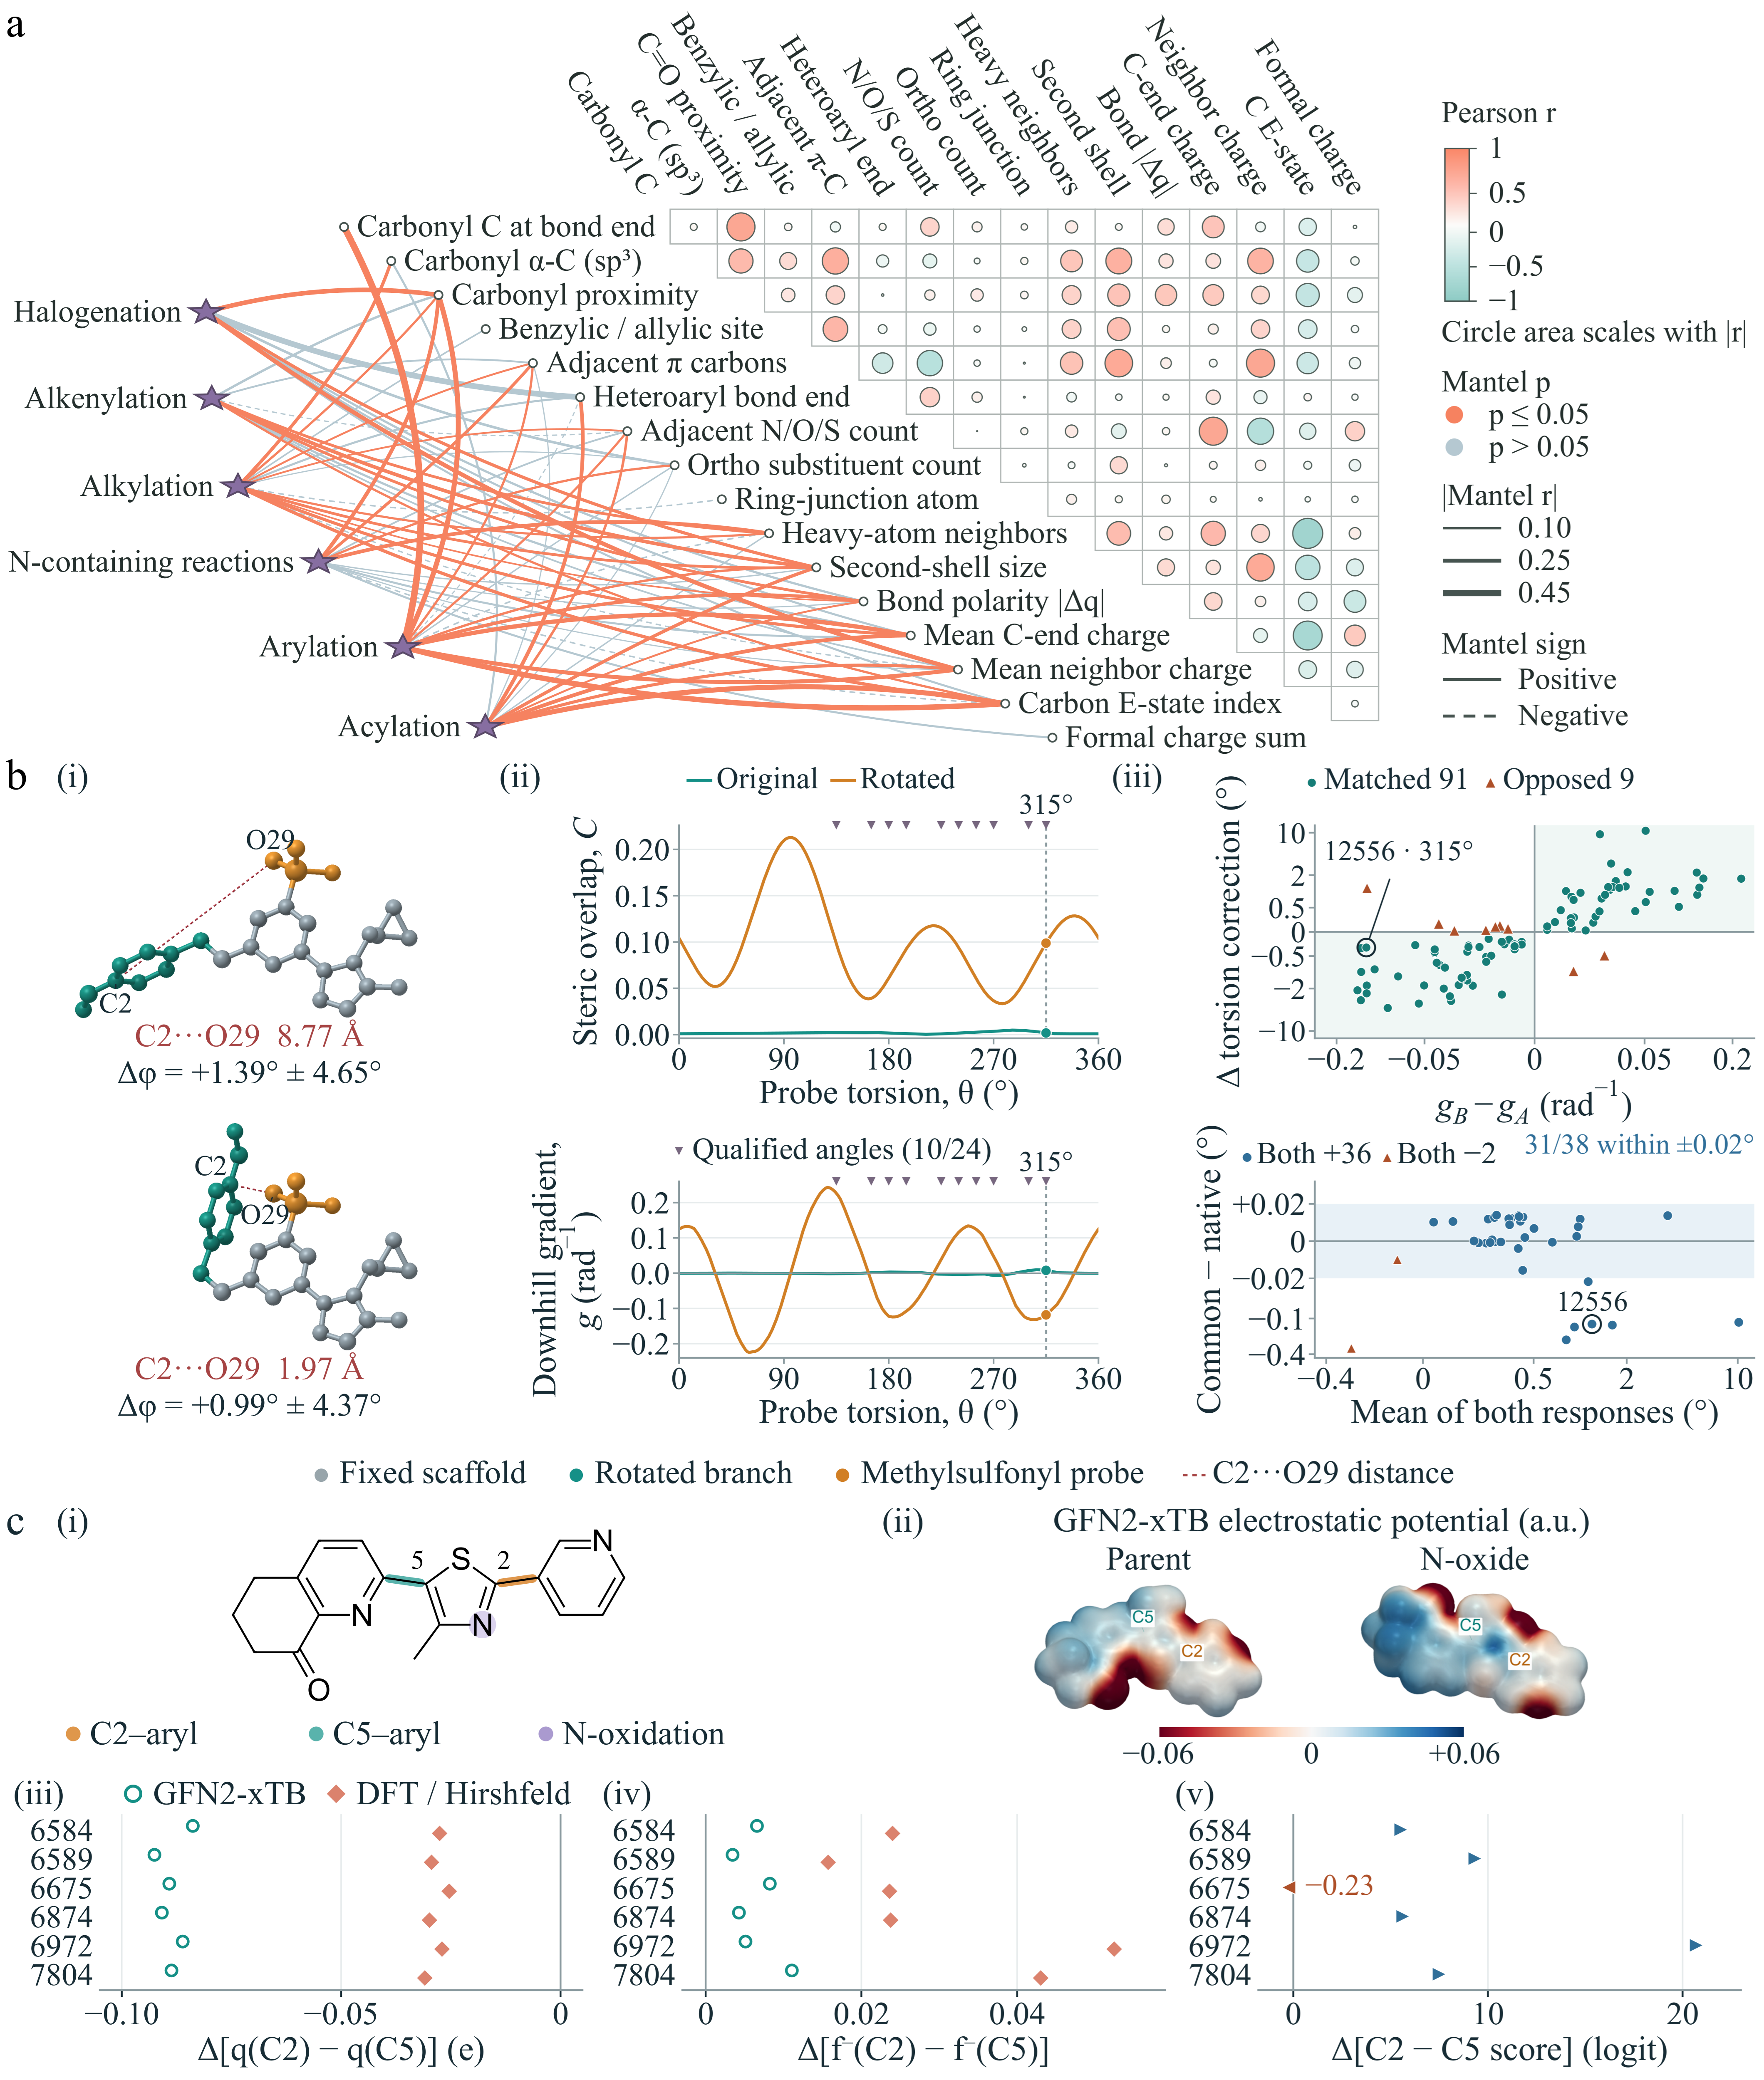 a
Carbonyl C
α-C (sp³)
C=O proximity
Benzylic / allylic
Adjacent π-C
Heteroaryl end
N/O/S count
Ortho count
Ring junction
Heavy neighbors
Second shell
Bond |Δq|
C-end charge
Neighbor charge
C E-state
Formal charge
Carbonyl C at bond end
Carbonyl α-C (sp³)
Carbonyl proximity
Benzylic / allylic site
Adjacent π carbons
Heteroaryl bond end
Adjacent N/O/S count
Ortho substituent count
Ring-junction atom
Heavy-atom neighbors
Second-shell size
Bond polarity |Δq|
Mean C-end charge
Mean neighbor charge
Carbon E-state index
Formal charge sum
Halogenation
Alkenylation
Alkylation
N-containing reactions
Arylation
Acylation
Pearson r
1
0.5
0
−0.5
−1
Circle area scales with |r|
Mantel p
p ≤ 0.05
p > 0.05
|Mantel r|
0.10
0.25
0.45
Mantel sign
Positive
Negative
b
(i)
O29
C2
C2···O29 8.77 Å
Δφ = +1.39° ± 4.65°
C2
O29
C2···O29 1.97 Å
Δφ = +0.99° ± 4.37°
(ii)
Original Rotated
315°
Steric overlap, C
0.20
0.15
0.10
0.05
0.00
0 90 180 270 360
Probe torsion, θ (°)
Qualified angles (10/24)
315°
Downhill gradient,
g (rad⁻¹)
0.2
0.1
0.0
−0.1
−0.2
0 90 180 270 360
Probe torsion, θ (°)
(iii)
Matched 91 Opposed 9
12556 · 315°
Δ torsion correction (°)
10
2
0.5
0
−0.5
−2
−10
−0.2 −0.05 0 0.05 0.2
g_B − g_A (rad⁻¹)
Both +36 Both −2 31/38 within ±0.02°
Common − native (°)
+0.02
0
−0.02
−0.1
−0.4
12556
−0.4 0 0.5 2 10
Mean of both responses (°)
Fixed scaffold Rotated branch Methylsulfonyl probe C2···O29 distance
c
(i)
5 S 2 N
N N
O
C2–aryl C5–aryl N-oxidation
(ii)
GFN2-xTB electrostatic potential (a.u.)
Parent N-oxide
C5
C2
C5
C2
−0.06 0 +0.06
(iii)
GFN2-xTB DFT / Hirshfeld
6584
6589
6675
6874
6972
7804
−0.10 −0.05 0
Δ[q(C2) − q(C5)] (e)
(iv)
6584
6589
6675
6874
6972
7804
0 0.02 0.04
Δ[f⁻(C2) − f⁻(C5)]
(v)
6584
6589
6675
−0.23
6874
6972
7804
0 10 20
Δ[C2 − C5 score] (logit)